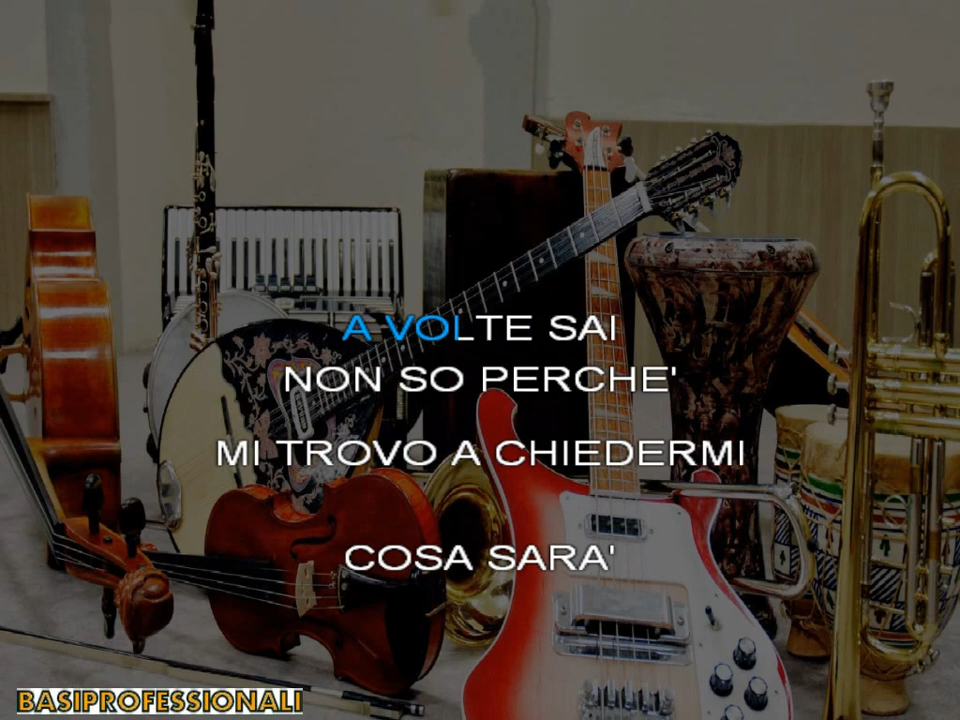 A VOLTE SAI
NON SO PERCHE'
MI TROVO A CHIEDERMI
COSA SARA'
BASIPROFESSIONALI